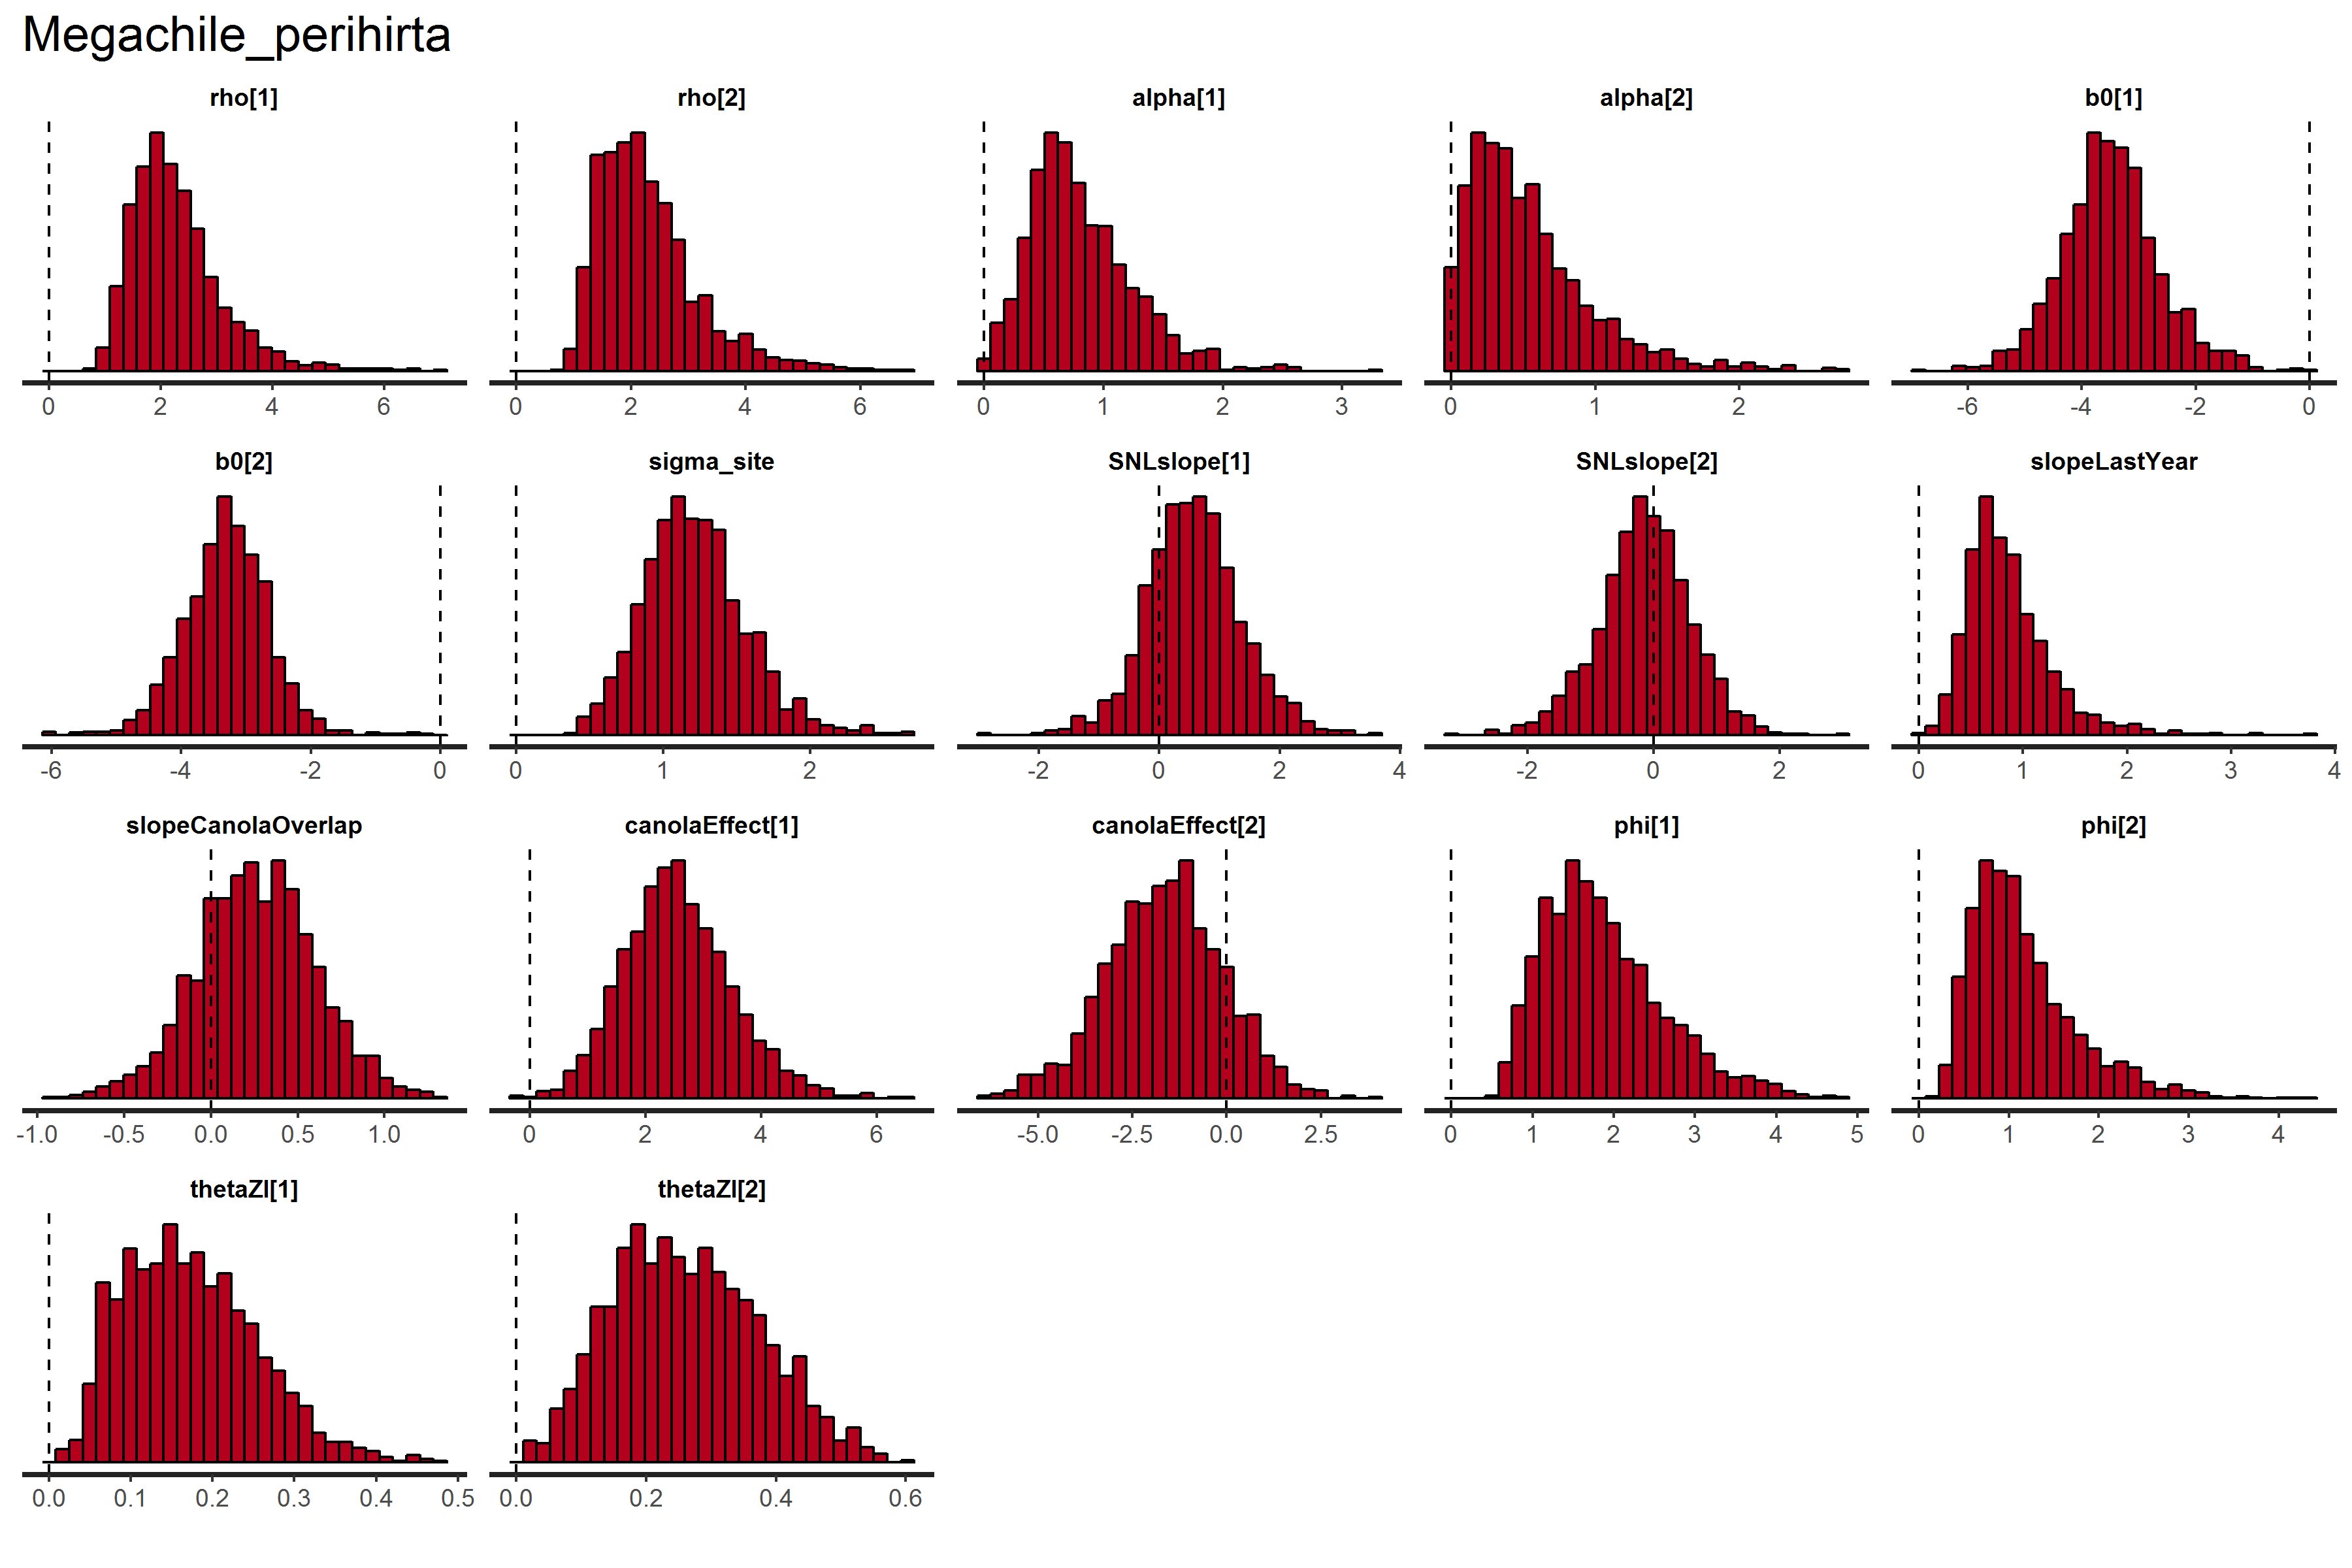 Megachile_perihirta
rho[1] rho[2] alpha[1] alpha[2] b0[1]
0 2 4 6 0 2 4 6 0 1 2 3 0 1 2 -6 -4 -2 0
b0[2] sigma_site SNLslope[1] SNLslope[2] slopeLastYear
-6 -4 -2 0 0 1 2 -2 0 2 4 -2 0 2 0 1 2 3 4
slopeCanolaOverlap canolaEffect[1] canolaEffect[2] phi[1] phi[2]
-1.0 -0.5 0.0 0.5 1.0 0 2 4 6 -5.0 -2.5 0.0 2.5 0 1 2 3 4 5 0 1 2 3 4
thetaZI[1] thetaZI[2]
0.0 0.1 0.2 0.3 0.4 0.5 0.0 0.2 0.4 0.6